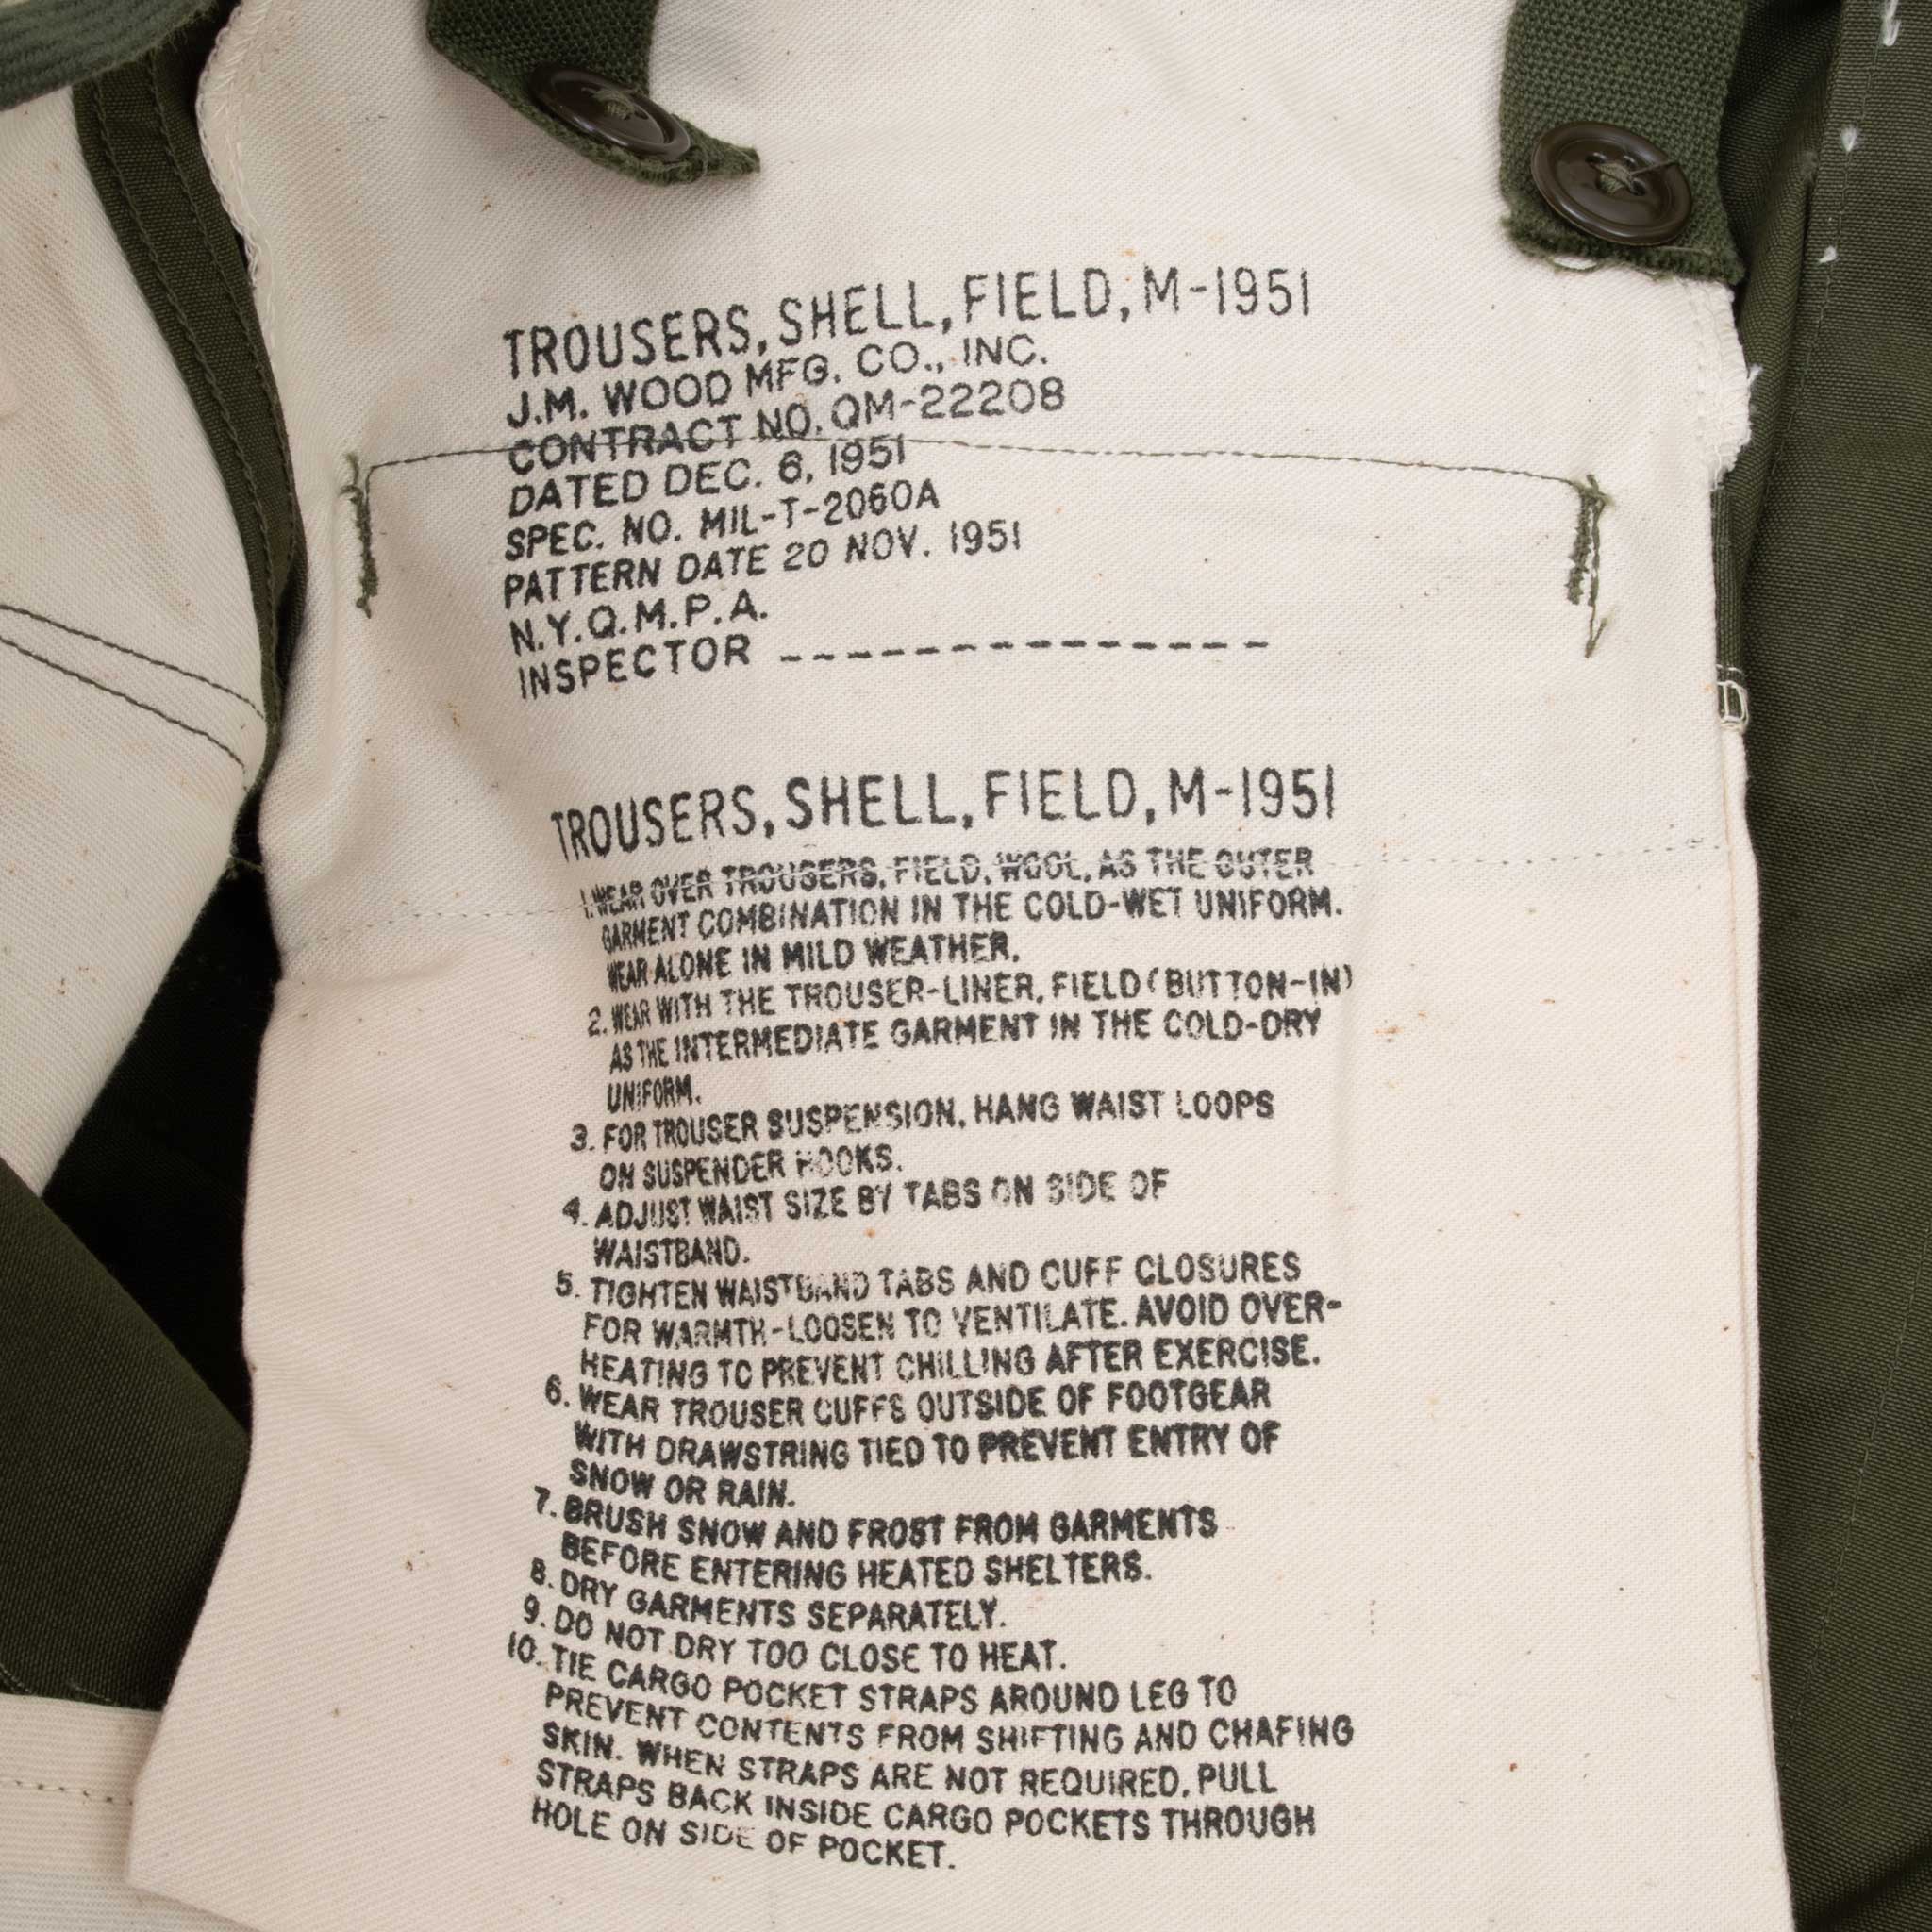 TROUSERS, SHELL, FIELD, M-1951
J.M. WOOD MFG. CO., INC.
CONTRACT NO. QM-22208
DATED DEC. 6, 1951
SPEC. NO. MIL-T-2060A
PATTERN DATE 20 NOV. 1951
N.Y.Q.M.P.A.
INSPECTOR ---------------
TROUSERS, SHELL, FIELD, M-1951
1. WEAR OVER TROUSERS, FIELD, WOOL, AS THE OUTER
GARMENT COMBINATION IN THE COLD-WET UNIFORM.
WEAR ALONE IN MILD WEATHER.
2. WEAR WITH THE TROUSER-LINER, FIELD (BUTTON-IN)
AS THE INTERMEDIATE GARMENT IN THE COLD-DRY
UNIFORM.
3. FOR TROUSER SUSPENSION, HANG WAIST LOOPS
ON SUSPENDER HOOKS.
4. ADJUST WAIST SIZE BY TABS ON SIDE OF
WAISTBAND.
5. TIGHTEN WAISTBAND TABS AND CUFF CLOSURES
FOR WARMTH-LOOSEN TO VENTILATE. AVOID OVER-
HEATING TO PREVENT CHILLING AFTER EXERCISE.
6. WEAR TROUSER CUFFS OUTSIDE OF FOOTGEAR
WITH DRAWSTRING TIED TO PREVENT ENTRY OF
SNOW OR RAIN.
7. BRUSH SNOW AND FROST FROM GARMENTS
BEFORE ENTERING HEATED SHELTERS.
8. DRY GARMENTS SEPARATELY.
9. DO NOT DRY TOO CLOSE TO HEAT.
10. TIE CARGO POCKET STRAPS AROUND LEG TO
PREVENT CONTENTS FROM SHIFTING AND CHAFING
SKIN. WHEN STRAPS ARE NOT REQUIRED, PULL
STRAPS BACK INSIDE CARGO POCKETS THROUGH
HOLE ON SIDE OF POCKET.